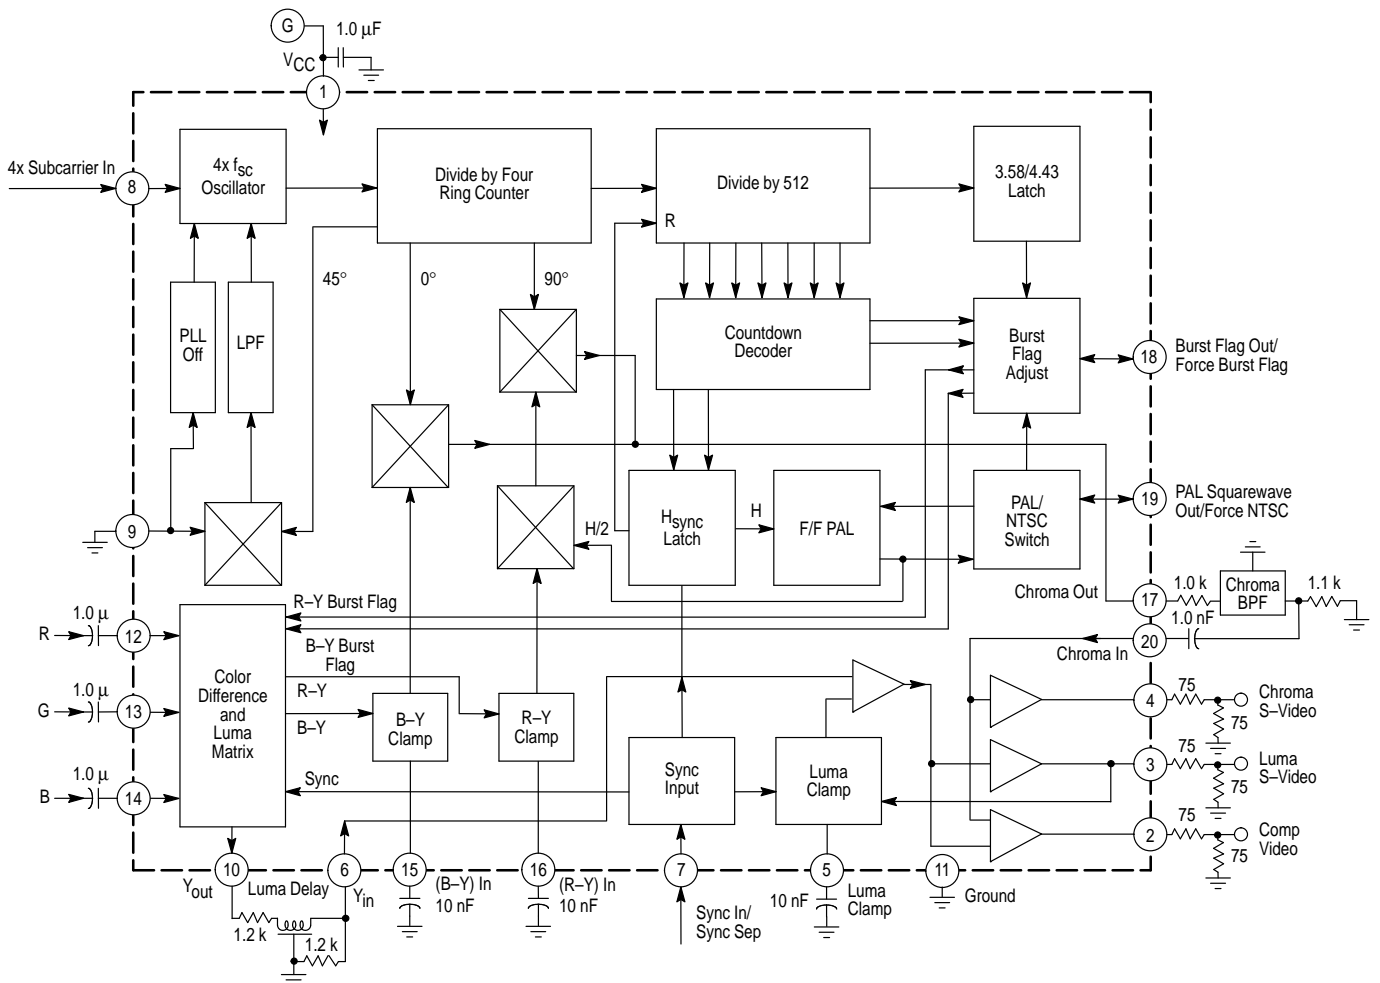 G
1.0 μF
VCC
1
4x Subcarrier In
8
4x fsc
Oscillator
Divide by Four
Ring Counter
Divide by 512
R
3.58/4.43
Latch
45°
0°
90°
PLL
Off
LPF
Countdown
Decoder
Burst
Flag
Adjust
18
Burst Flag Out/
Force Burst Flag
9
H/2
Hsync
Latch
H
F/F PAL
PAL/
NTSC
Switch
19
PAL Squarewave
Out/Force NTSC
Chroma Out
17
1.0 k
Chroma
BPF
1.1 k
1.0 nF
20
Chroma In
R
1.0 μ
12
G
1.0 μ
13
B
1.0 μ
14
Color
Difference
and
Luma
Matrix
R–Y Burst Flag
B–Y Burst
Flag
R–Y
B–Y
Sync
B–Y
Clamp
R–Y
Clamp
Sync
Input
Luma
Clamp
4
75
75
Chroma
S–Video
3
75
75
Luma
S–Video
2
75
75
Comp
Video
10
Yout
Luma Delay
6
Yin
1.2 k
1.2 k
15
(B–Y) In
10 nF
16
(R–Y) In
10 nF
7
Sync In/
Sync Sep
5
10 nF
Luma
Clamp
11
Ground